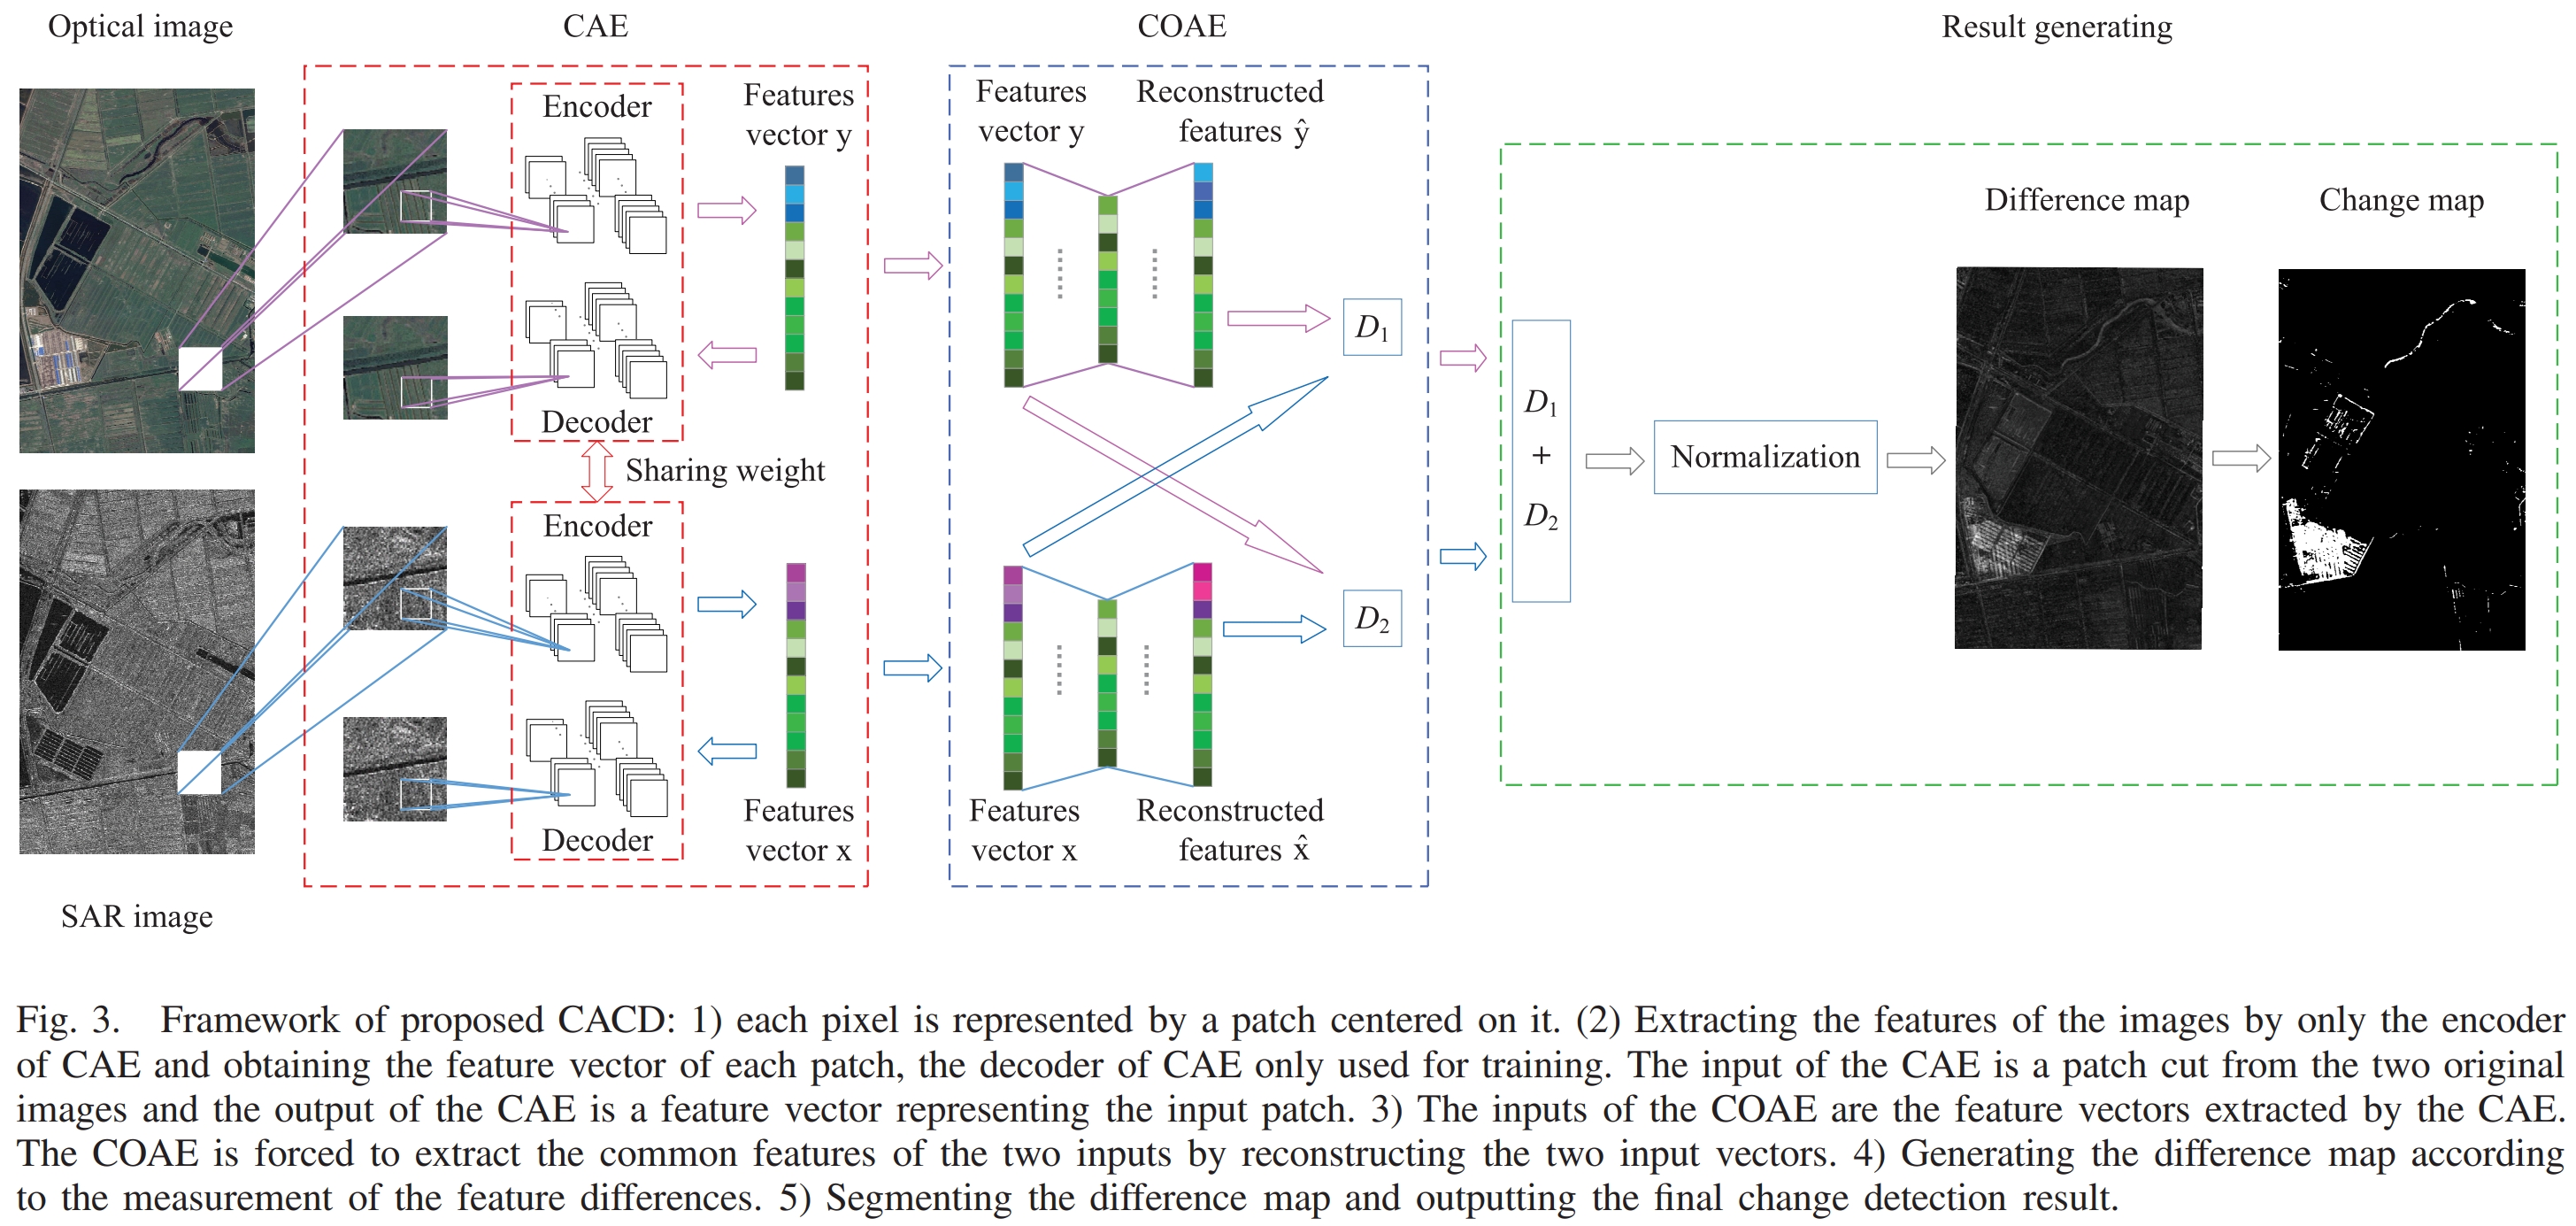 Optical image
CAE
COAE
Result generating
Encoder
Features
vector y
Decoder
Sharing weight
Encoder
Decoder
Features
vector x
SAR image
Features
vector y
Reconstructed
features ŷ
D₁
D₂
Features
vector x
Reconstructed
features x̂
D₁
+
D₂
Normalization
Difference map
Change map
Fig. 3. Framework of proposed CACD: 1) each pixel is represented by a patch centered on it. (2) Extracting the features of the images by only the encoder
of CAE and obtaining the feature vector of each patch, the decoder of CAE only used for training. The input of the CAE is a patch cut from the two original
images and the output of the CAE is a feature vector representing the input patch. 3) The inputs of the COAE are the feature vectors extracted by the CAE.
The COAE is forced to extract the common features of the two inputs by reconstructing the two input vectors. 4) Generating the difference map according
to the measurement of the feature differences. 5) Segmenting the difference map and outputting the final change detection result.